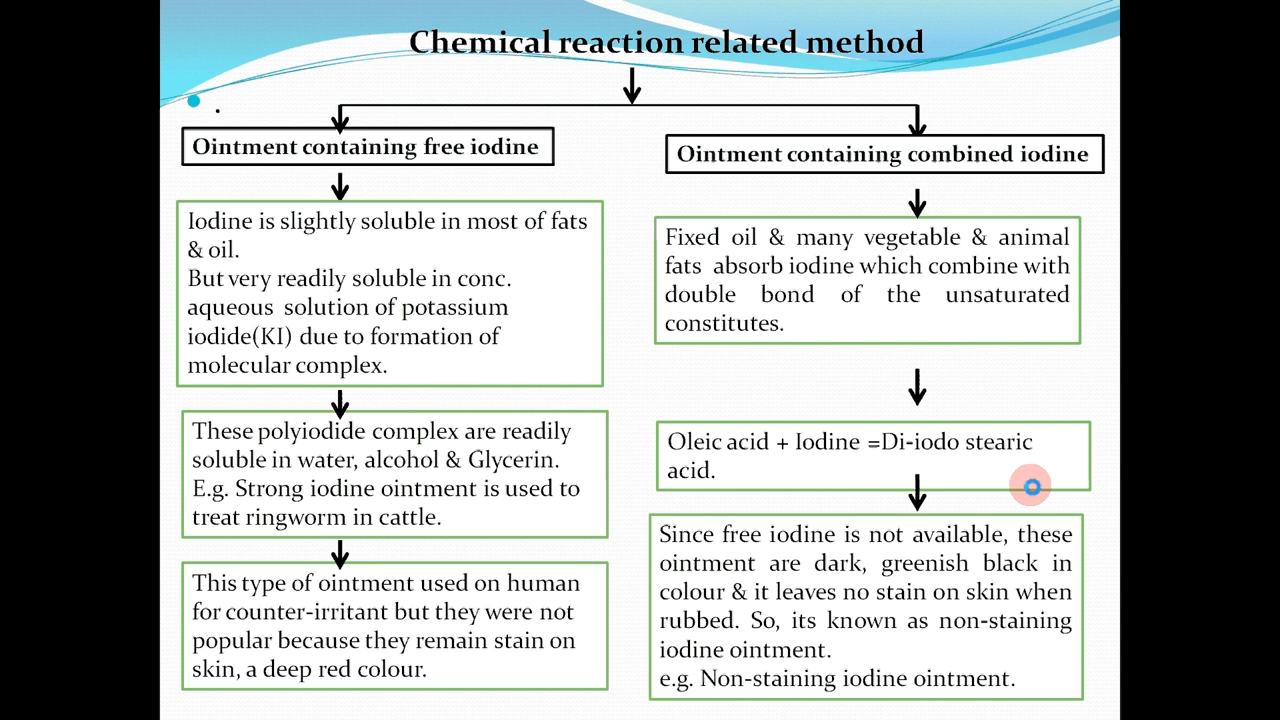 Chemical reaction related method
.
Ointment containing free iodine
Iodine is slightly soluble in most of fats
& oil.
But very readily soluble in conc.
aqueous solution of potassium
iodide(KI) due to formation of
molecular complex.
These polyiodide complex are readily
soluble in water, alcohol & Glycerin.
E.g. Strong iodine ointment is used to
treat ringworm in cattle.
This type of ointment used on human
for counter-irritant but they were not
popular because they remain stain on
skin, a deep red colour.
Ointment containing combined iodine
Fixed oil & many vegetable & animal
fats absorb iodine which combine with
double bond of the unsaturated
constitutes.
Oleic acid + Iodine =Di-iodo stearic
acid.
Since free iodine is not available, these
ointment are dark, greenish black in
colour & it leaves no stain on skin when
rubbed. So, its known as non-staining
iodine ointment.
e.g. Non-staining iodine ointment.